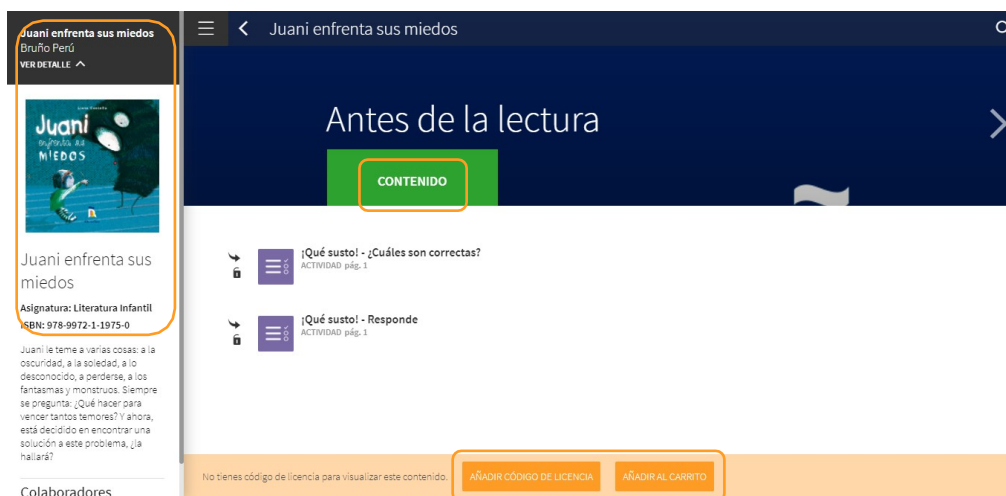 Juani enfrenta sus miedos
Bruño Perú
VER DETALLE
Juani
enfrenta sus
MIEDOS
Juani enfrenta sus
miedos
Asignatura: Literatura Infantil
ISBN: 978-9972-1-1975-0
Juani le teme a varias cosas: a la
oscuridad, a la soledad, a lo
desconocido, a perderse, a los
fantasmas y monstruos. Siempre
se pregunta: ¿Qué hacer para
vencer tantos temores? Y ahora,
está decidido en encontrar una
solución a este problema, ¿la
hallará?
Colaboradores
Juani enfrenta sus miedos
Antes de la lectura
CONTENIDO
¡Qué susto! - ¿Cuáles son correctas?
ACTIVIDAD pág. 1
¡Qué susto! - Responde
ACTIVIDAD pág. 1
No tienes código de licencia para visualizar este contenido.
AÑADIR CÓDIGO DE LICENCIA
AÑADIR AL CARRITO